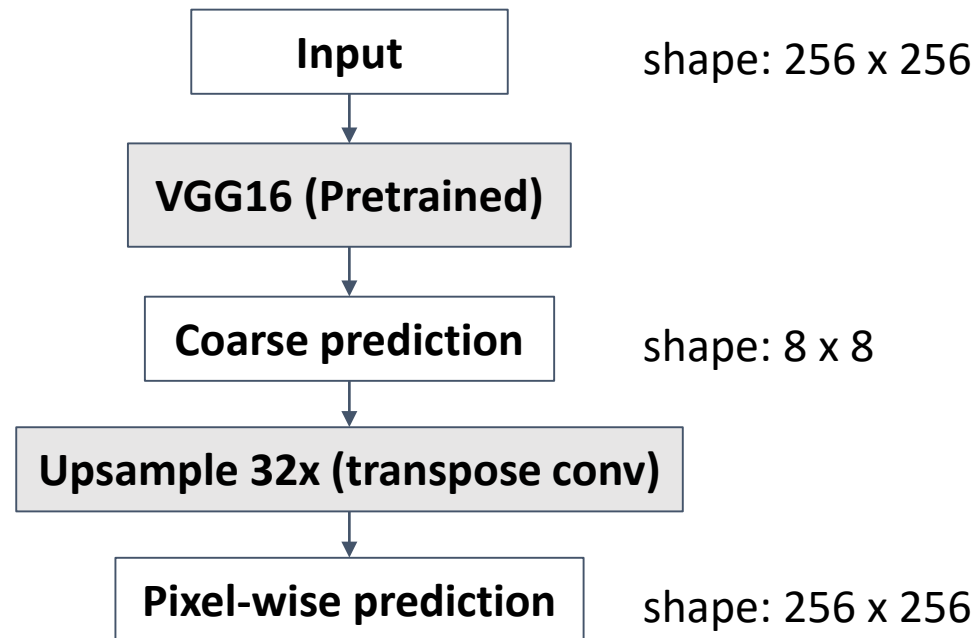 Input
shape: 256 x 256
VGG16 (Pretrained)
Coarse prediction
shape: 8 x 8
Upsample 32x (transpose conv)
Pixel-wise prediction
shape: 256 x 256